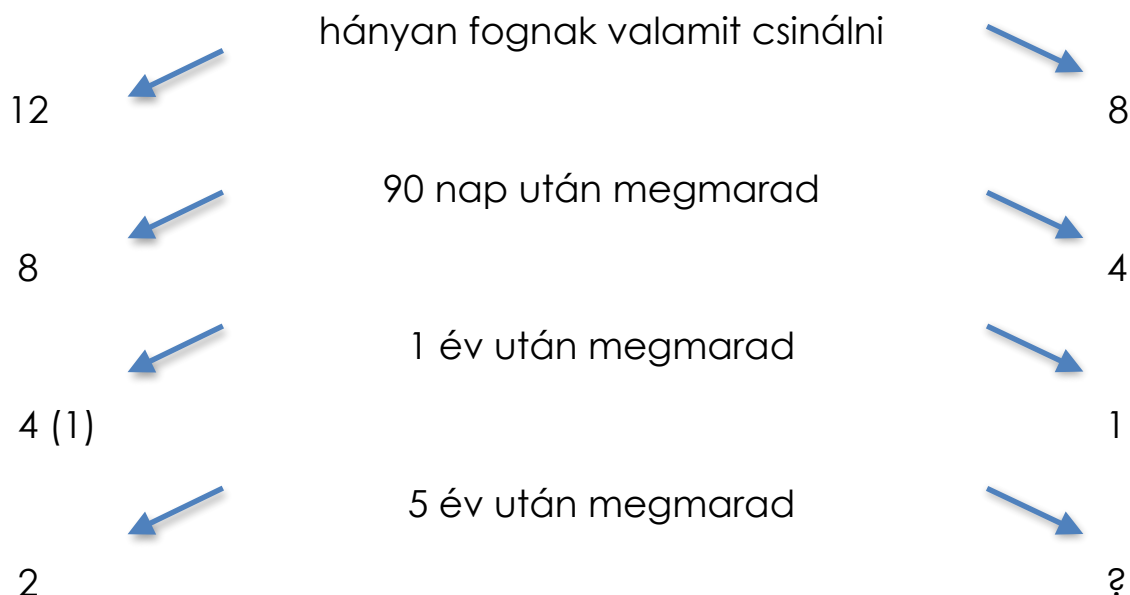 hányan fognak valamit csinálni
12 8
90 nap után megmarad
8 4
1 év után megmarad
4 (1) 1
5 év után megmarad
2 ?